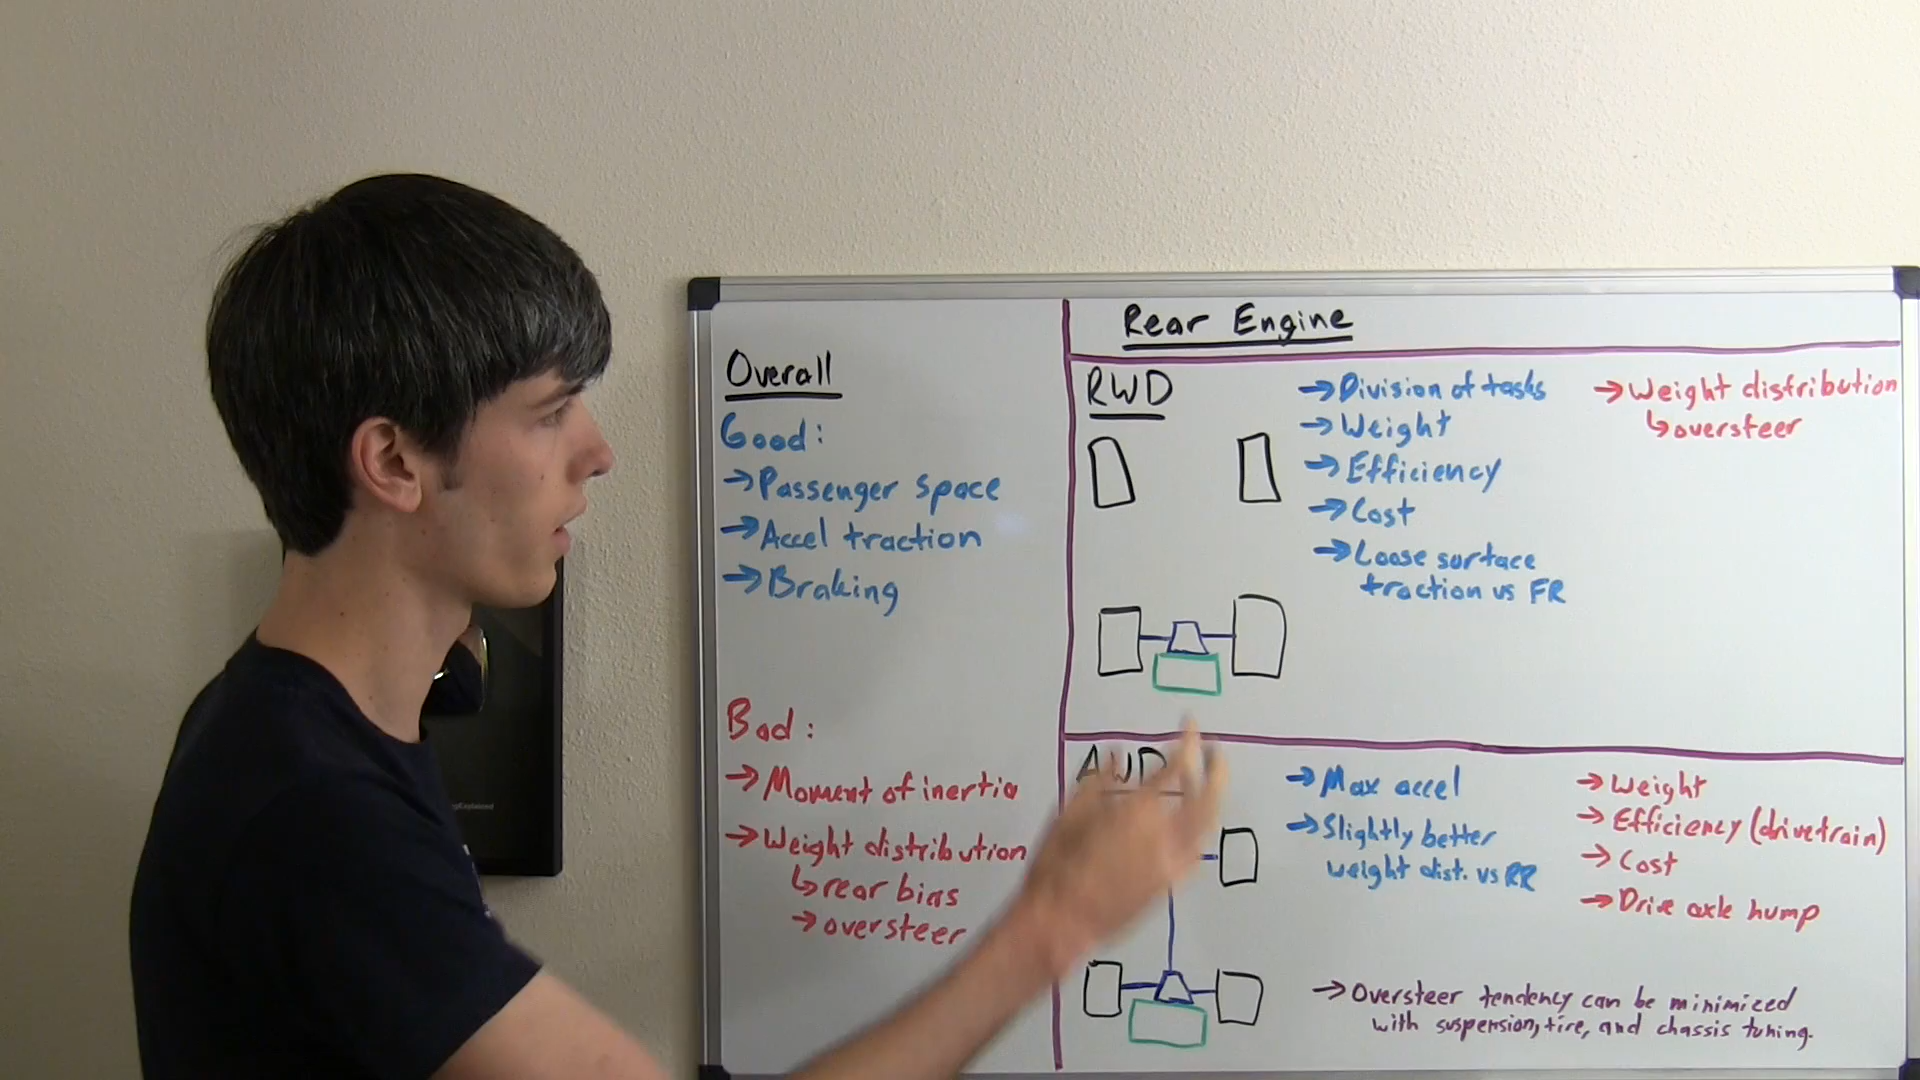 Rear Engine
Overall
Good:
→Passenger space
→Accel traction
→Braking
Bad:
→Moment of inertia
→Weight distribution
↳rear bias
→oversteer
RWD
→Division of tasks
→Weight
→Efficiency
→Cost
→Loose surface
traction vs FR
→Weight distribution
↳oversteer
AWD
→Max accel
→Slightly better
weight dist. vs RR
→Weight
→Efficiency (drivetrain)
→Cost
→Drive axle hump
→Oversteer tendency can be minimized
with suspension, tire, and chassis tuning.